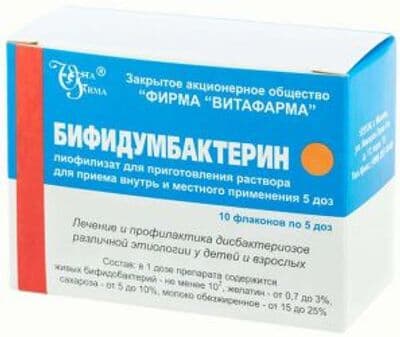 Vita
Farma
Закрытое акционерное общество
"ФИРМА "ВИТАФАРМА"
БИФИДУМБАКТЕРИН
лиофилизат для приготовления раствора
для приема внутрь и местного применения 5 доз
10 флаконов по 5 доз
Лечение и профилактика дисбактериозов
различной этиологии у детей и взрослых
Состав: в 1 дозе препарата содержится
живых бифидобактерий - не менее 10⁷, желатин - от 0,7 до 3%,
сахароза - от 5 до 10%, молоко обезжиренное - от 15 до 25%